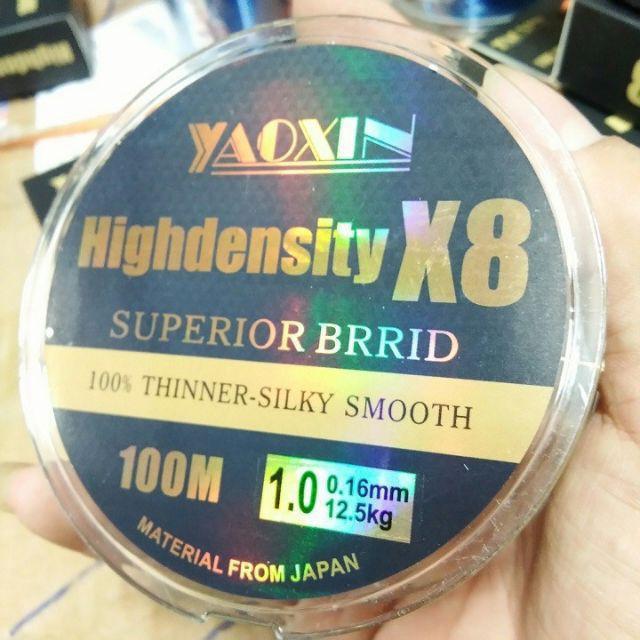 YAOXIN
Highdensity X8
SUPERIOR BRRID
100% THINNER-SILKY SMOOTH
100M
1.0 0.16mm
12.5kg
MATERIAL FROM JAPAN